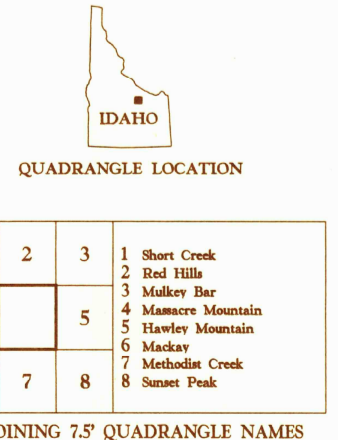 IDAHO
QUADRANGLE LOCATION
2 3
5
7 8
1 Short Creek
2 Red Hills
3 Mulkey Bar
4 Massacre Mountain
5 Hawley Mountain
6 Mackay
7 Methodist Creek
8 Sunset Peak
OINING 7.5' QUADRANGLE NAMES